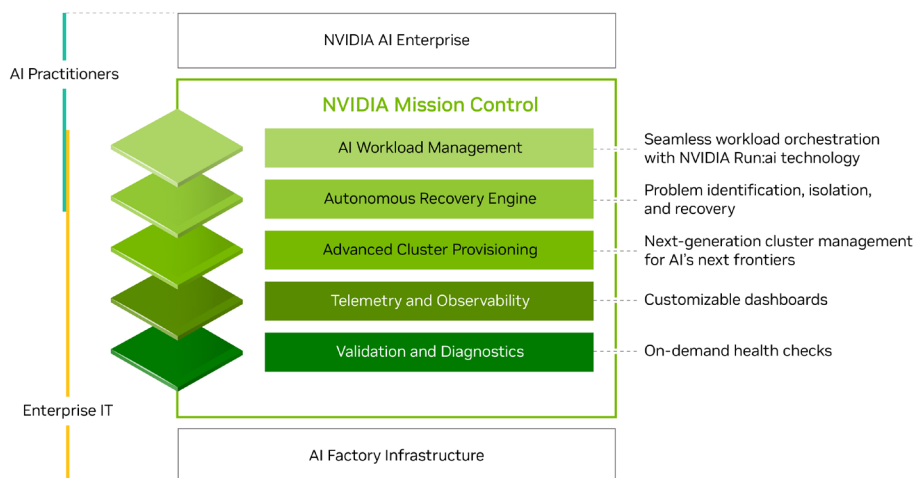 NVIDIA AI Enterprise
AI Practitioners
NVIDIA Mission Control
AI Workload Management
Seamless workload orchestration
with NVIDIA Run:ai technology
Autonomous Recovery Engine
Problem identification, isolation,
and recovery
Advanced Cluster Provisioning
Next-generation cluster management
for AI's next frontiers
Telemetry and Observability
Customizable dashboards
Validation and Diagnostics
On-demand health checks
Enterprise IT
AI Factory Infrastructure